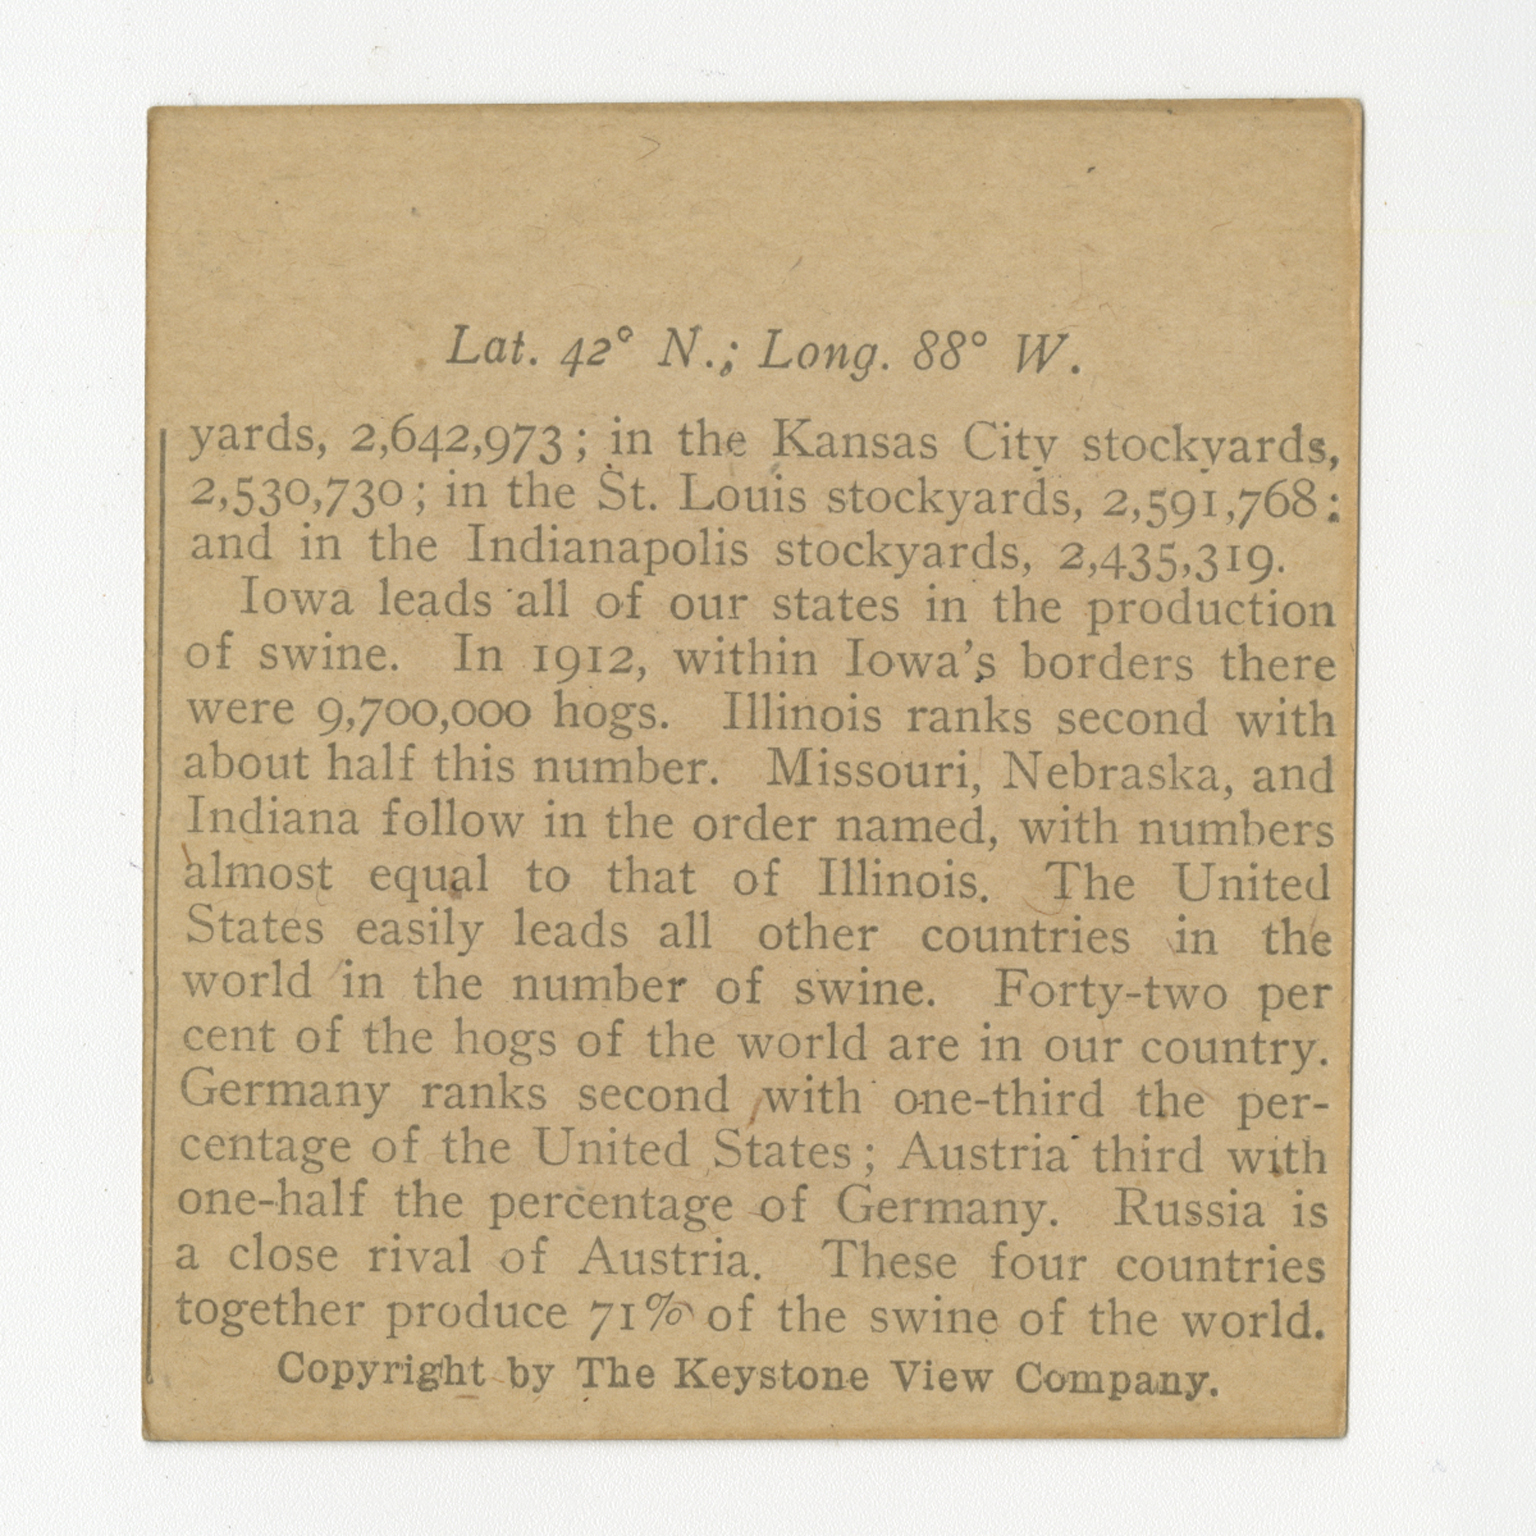 Lat. 42° N.; Long. 88° W.
yards, 2,642,973; in the Kansas City stockyards,
2,530,730; in the St. Louis stockyards, 2,591,768;
and in the Indianapolis stockyards, 2,435,319.
Iowa leads all of our states in the production
of swine. In 1912, within Iowa's borders there
were 9,700,000 hogs. Illinois ranks second with
about half this number. Missouri, Nebraska, and
Indiana follow in the order named, with numbers
almost equal to that of Illinois. The United
States easily leads all other countries in the
world in the number of swine. Forty-two per
cent of the hogs of the world are in our country.
Germany ranks second with one-third the per-
centage of the United States; Austria third with
one-half the percentage of Germany. Russia is
a close rival of Austria. These four countries
together produce 71% of the swine of the world.
Copyright by The Keystone View Company.